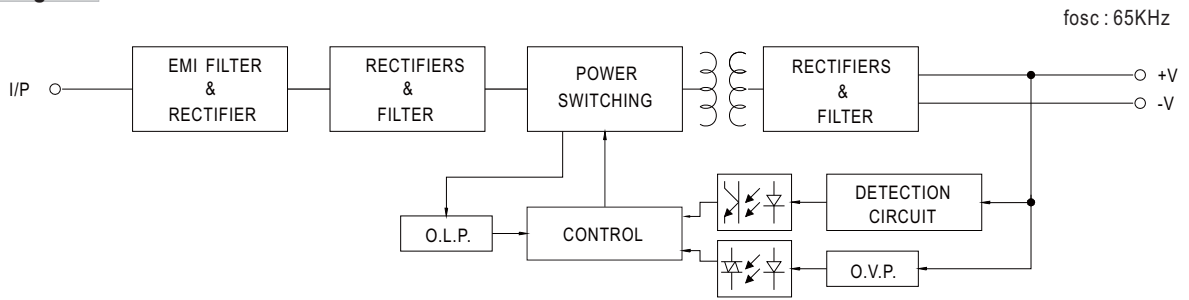 fosc : 65KHz
I/P
EMI FILTER
&
RECTIFIER
RECTIFIERS
&
FILTER
POWER
SWITCHING
RECTIFIERS
&
FILTER
+V
-V
DETECTION
CIRCUIT
O.L.P.
CONTROL
O.V.P.